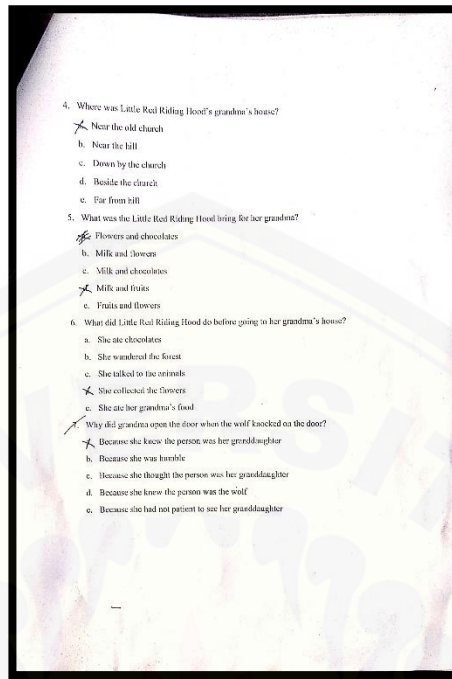 4. Where was Little Red Riding Hood's grandma's house?
Near the old church
b. Near the hill
c. Down by the church
d. Beside the church
e. Far from hill
5. What was the Little Red Riding Hood bring for her grandma?
Flowers and chocolates
b. Milk and flowers
c. Milk and chocolates
Milk and fruits
e. Fruits and flowers
6. What did Little Red Riding Hood do before going to her grandma's house?
a. She ate chocolates
b. She wandered the forest
c. She talked to the animals
She collected the flowers
e. She ate her grandma's food
7. Why did grandma open the door when the wolf knocked on the door?
Because she knew the person was her granddaughter
b. Because she was humble
c. Because she thought the person was her granddaughter
d. Because she knew the person was the wolf
e. Because she had not patient to see her granddaughter